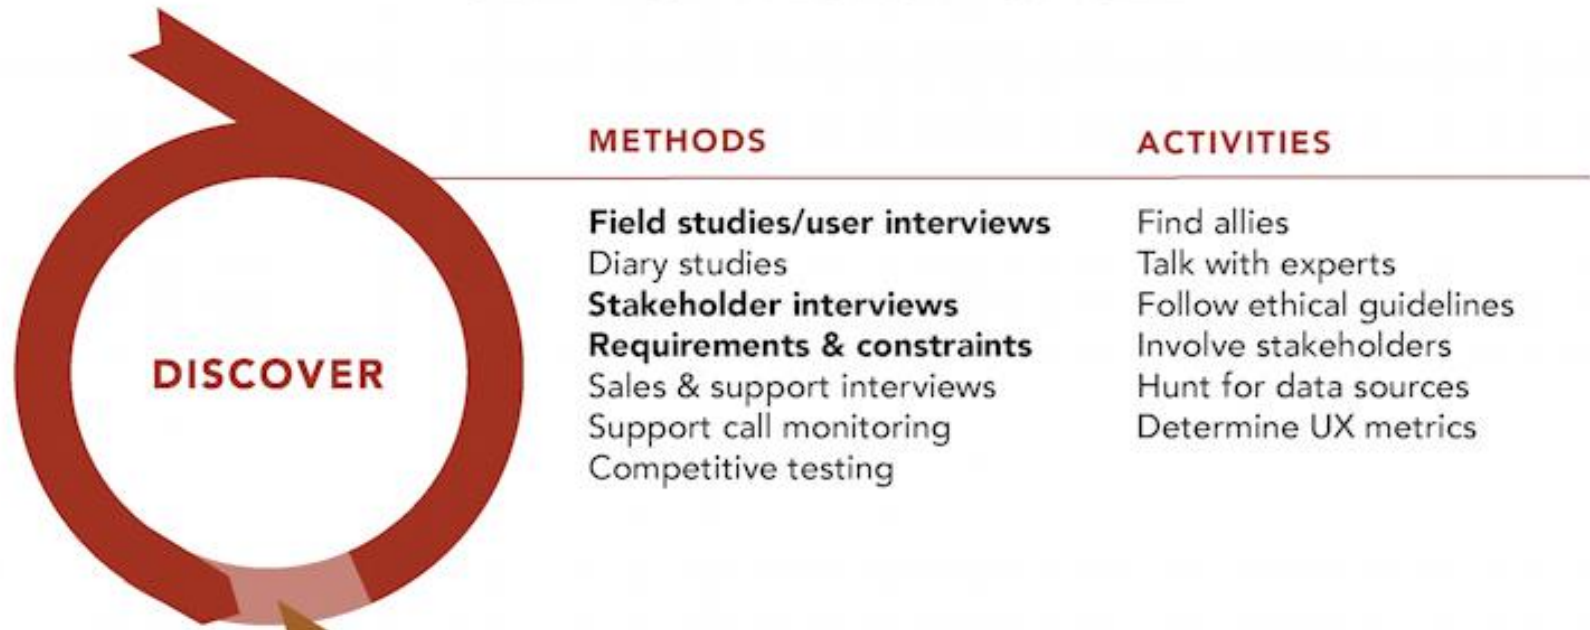 METHODS
ACTIVITIES
DISCOVER
Field studies/user interviews
Diary studies
Stakeholder interviews
Requirements & constraints
Sales & support interviews
Support call monitoring
Competitive testing
Find allies
Talk with experts
Follow ethical guidelines
Involve stakeholders
Hunt for data sources
Determine UX metrics